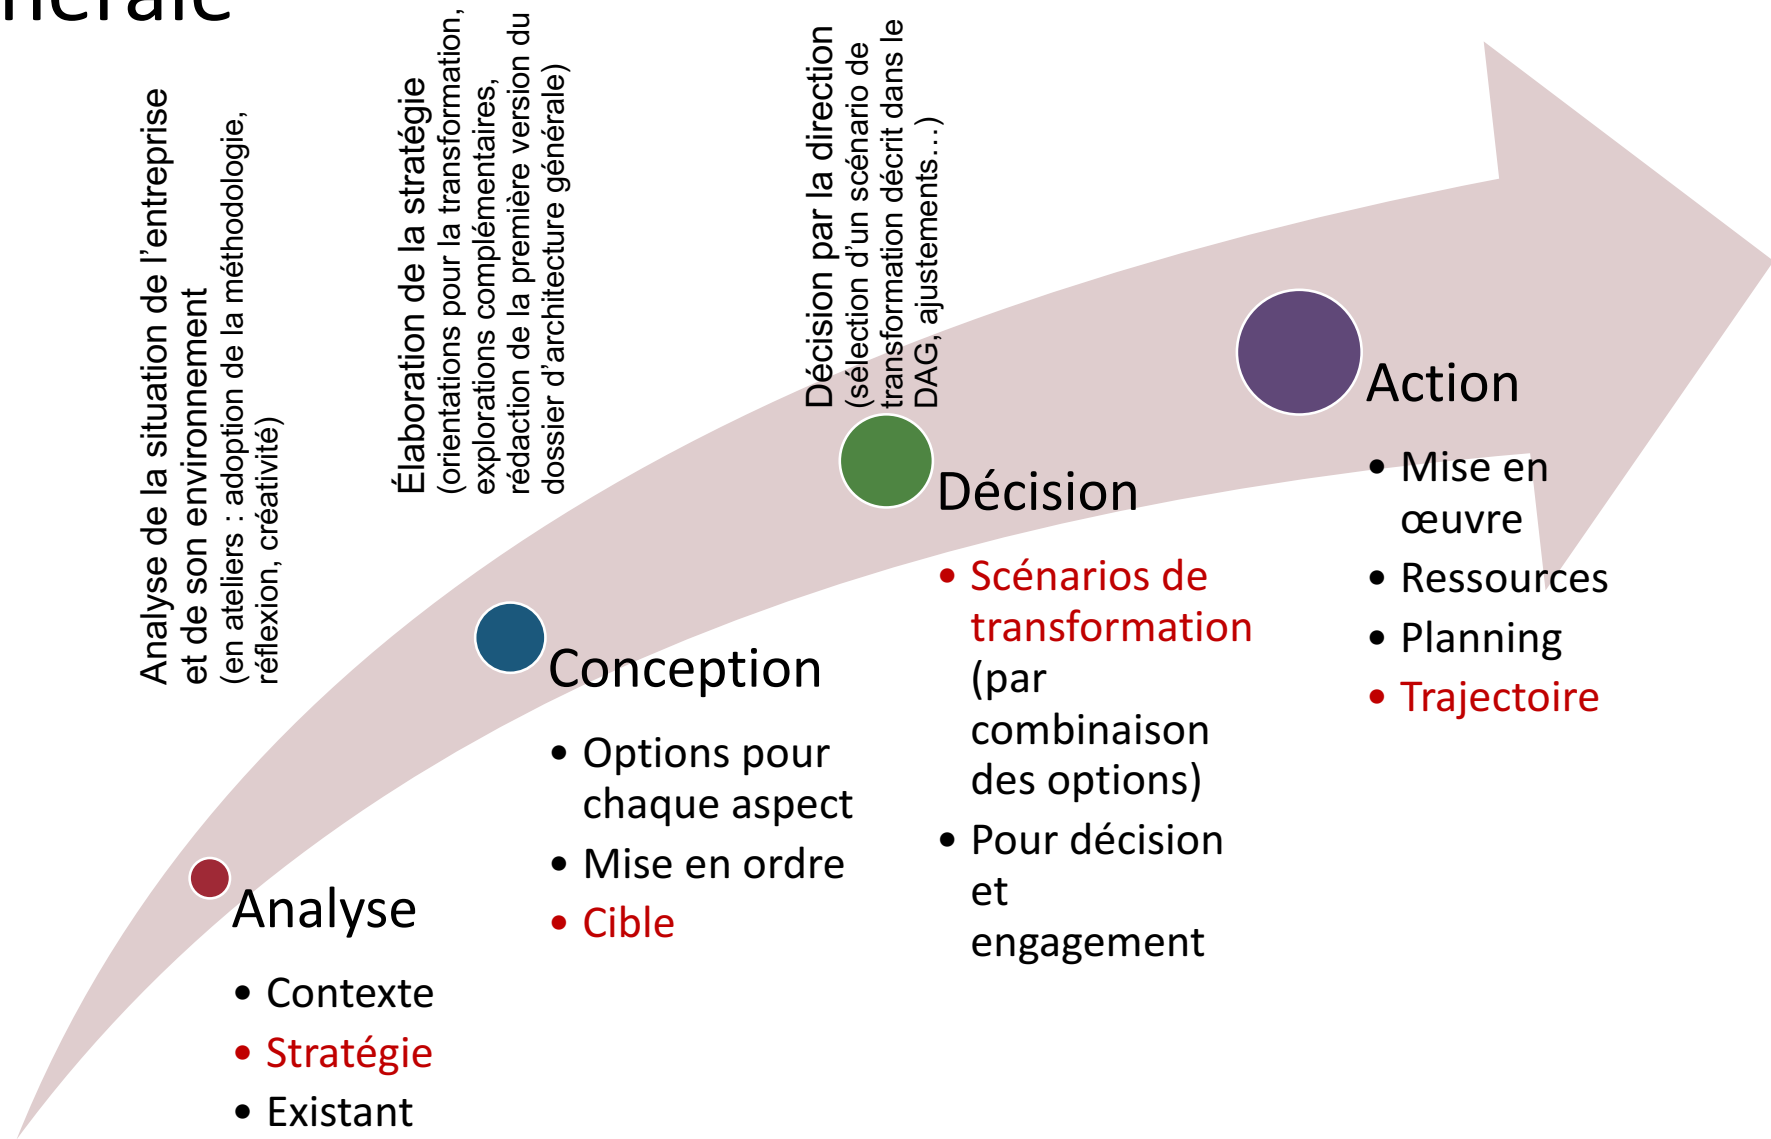 Analyse de la situation de l’entreprise
et de son environnement
(en ateliers : adoption de la méthodologie,
réflexion, créativité)
Élaboration de la stratégie
(orientations pour la transformation,
explorations complémentaires,
rédaction de la première version du
dossier d’architecture générale)
Décision par la direction
(sélection d’un scénario de
transformation décrit dans le
DAG, ajustements…)
Analyse
• Contexte
• Stratégie
• Existant
Conception
• Options pour
chaque aspect
• Mise en ordre
• Cible
Décision
• Scénarios de
transformation
(par
combinaison
des options)
• Pour décision
et
engagement
Action
• Mise en
œuvre
• Ressources
• Planning
• Trajectoire